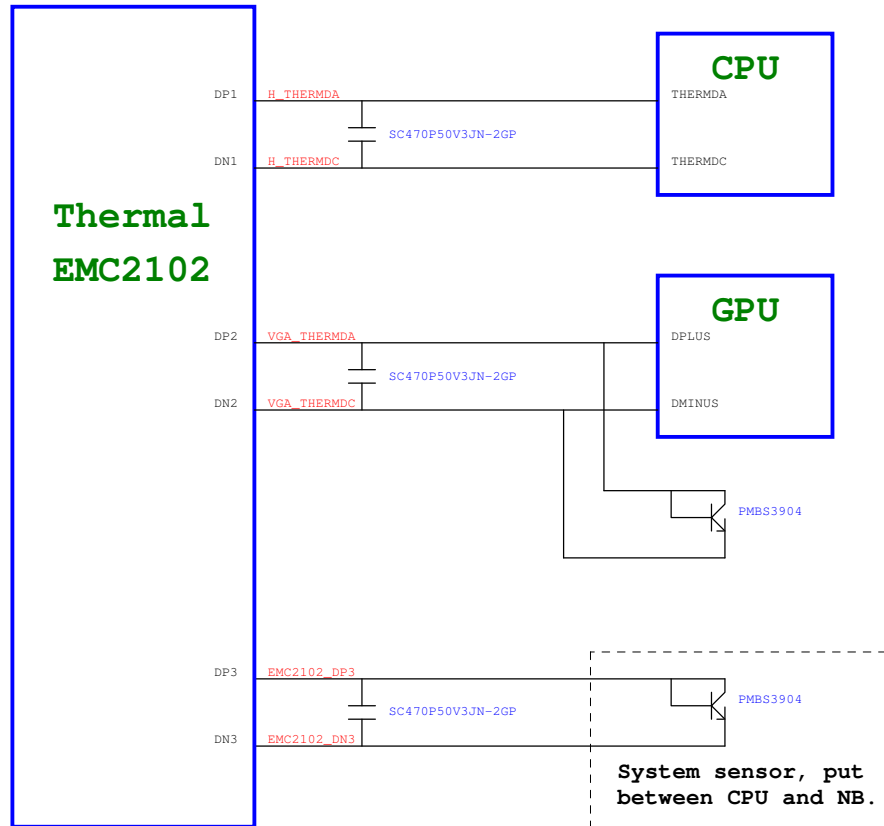 CPU
DP1 H_THERMDA THERMDA
SC470P50V3JN-2GP
DN1 H_THERMDC THERMDC
Thermal
EMC2102
GPU
DP2 VGA_THERMDA DPLUS
SC470P50V3JN-2GP
DN2 VGA_THERMDC DMINUS
PMBS3904
DP3 EMC2102_DP3
PMBS3904
SC470P50V3JN-2GP
DN3 EMC2102_DN3
System sensor, put
between CPU and NB.